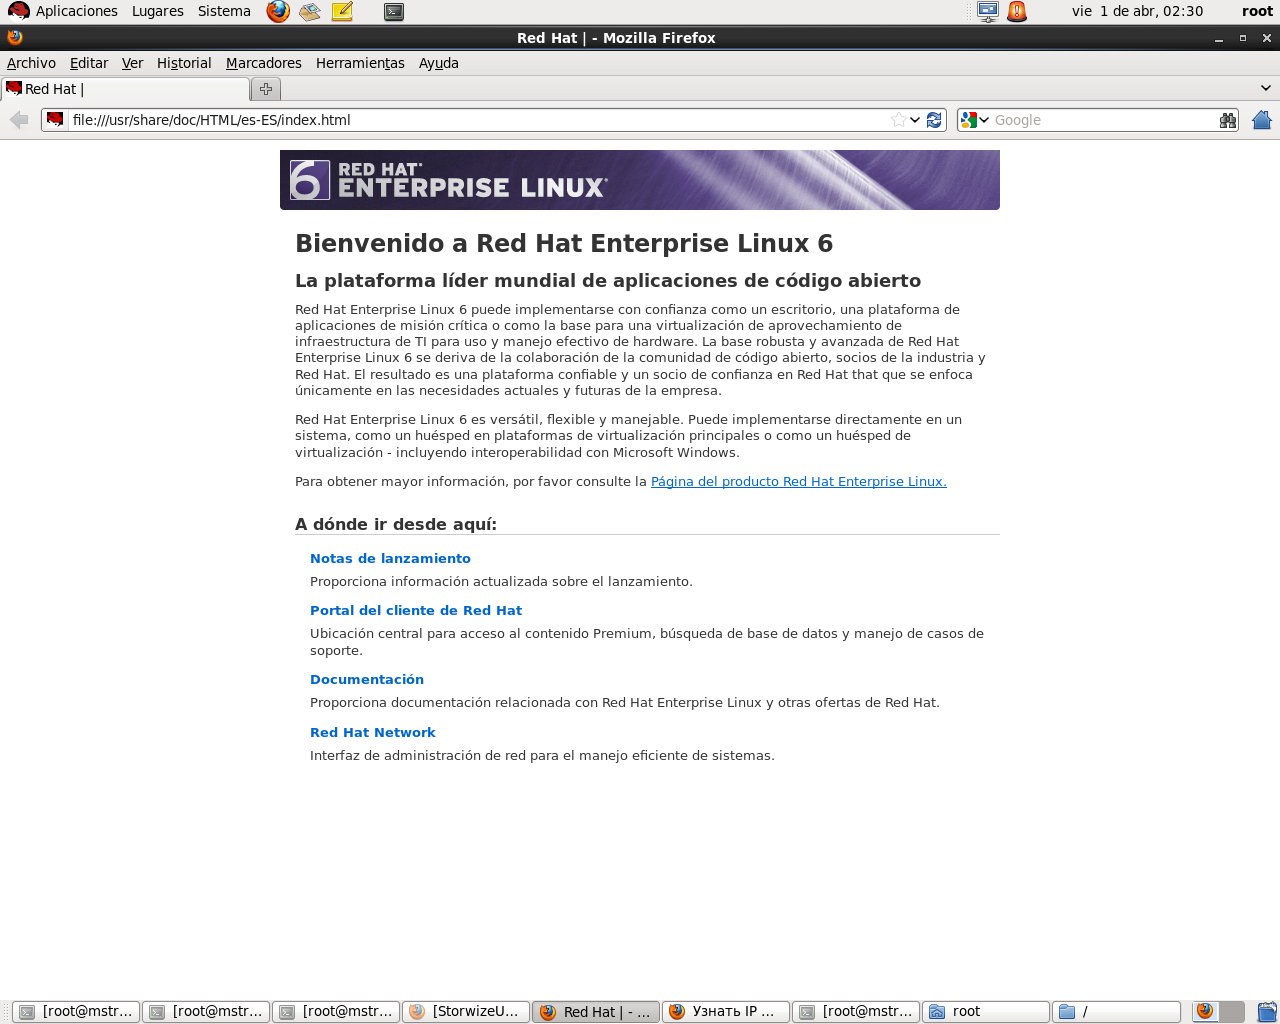 Aplicaciones Lugares Sistema vie 1 de abr, 02:30 root
Red Hat | - Mozilla Firefox
Archivo Editar Ver Historial Marcadores Herramientas Ayuda
Red Hat |
file:///usr/share/doc/HTML/es-ES/index.html Google
6 RED HAT®
ENTERPRISE LINUX®
Bienvenido a Red Hat Enterprise Linux 6
La plataforma líder mundial de aplicaciones de código abierto
Red Hat Enterprise Linux 6 puede implementarse con confianza como un escritorio, una plataforma de
aplicaciones de misión crítica o como la base para una virtualización de aprovechamiento de
infraestructura de TI para uso y manejo efectivo de hardware. La base robusta y avanzada de Red Hat
Enterprise Linux 6 se deriva de la colaboración de la comunidad de código abierto, socios de la industria y
Red Hat. El resultado es una plataforma confiable y un socio de confianza en Red Hat that que se enfoca
únicamente en las necesidades actuales y futuras de la empresa.
Red Hat Enterprise Linux 6 es versátil, flexible y manejable. Puede implementarse directamente en un
sistema, como un huésped en plataformas de virtualización principales o como un huésped de
virtualización - incluyendo interoperabilidad con Microsoft Windows.
Para obtener mayor información, por favor consulte la Página del producto Red Hat Enterprise Linux.
A dónde ir desde aquí:
Notas de lanzamiento
Proporciona información actualizada sobre el lanzamiento.
Portal del cliente de Red Hat
Ubicación central para acceso al contenido Premium, búsqueda de base de datos y manejo de casos de
soporte.
Documentación
Proporciona documentación relacionada con Red Hat Enterprise Linux y otras ofertas de Red Hat.
Red Hat Network
Interfaz de administración de red para el manejo eficiente de sistemas.
[root@mstr... [root@mstr... [root@mstr... [StorwizeU... Red Hat | - ... Узнать IP ... [root@mstr... root /